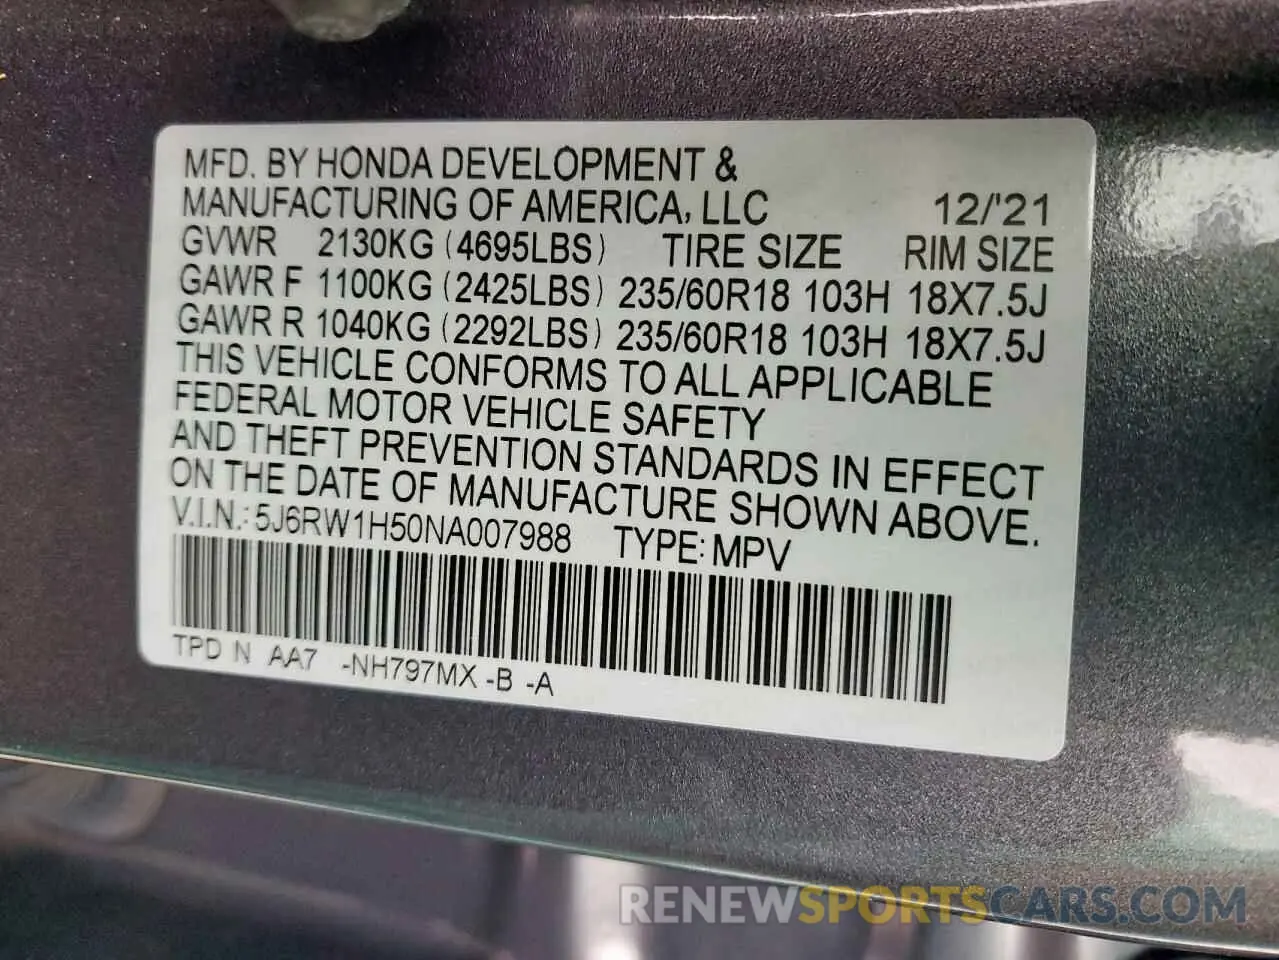 MFD. BY HONDA DEVELOPMENT &
MANUFACTURING OF AMERICA, LLC 12/'21
GVWR 2130KG (4695LBS) TIRE SIZE RIM SIZE
GAWR F 1100KG (2425LBS) 235/60R18 103H 18X7.5J
GAWR R 1040KG (2292LBS) 235/60R18 103H 18X7.5J
THIS VEHICLE CONFORMS TO ALL APPLICABLE
FEDERAL MOTOR VEHICLE SAFETY
AND THEFT PREVENTION STANDARDS IN EFFECT
ON THE DATE OF MANUFACTURE SHOWN ABOVE.
V.I.N.: 5J6RW1H50NA007988 TYPE: MPV
TPD N AA7 -NH797MX -B -A
RENEWSPORTSCARS.COM